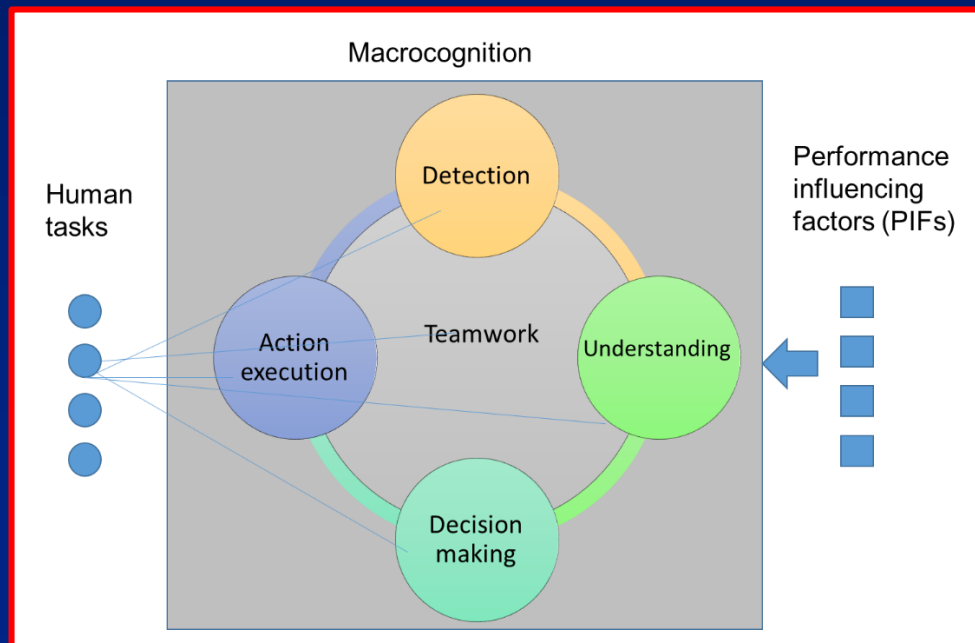 Macrocognition
Human
tasks
Detection
Action
execution
Teamwork
Understanding
Decision
making
Performance
influencing
factors (PIFs)